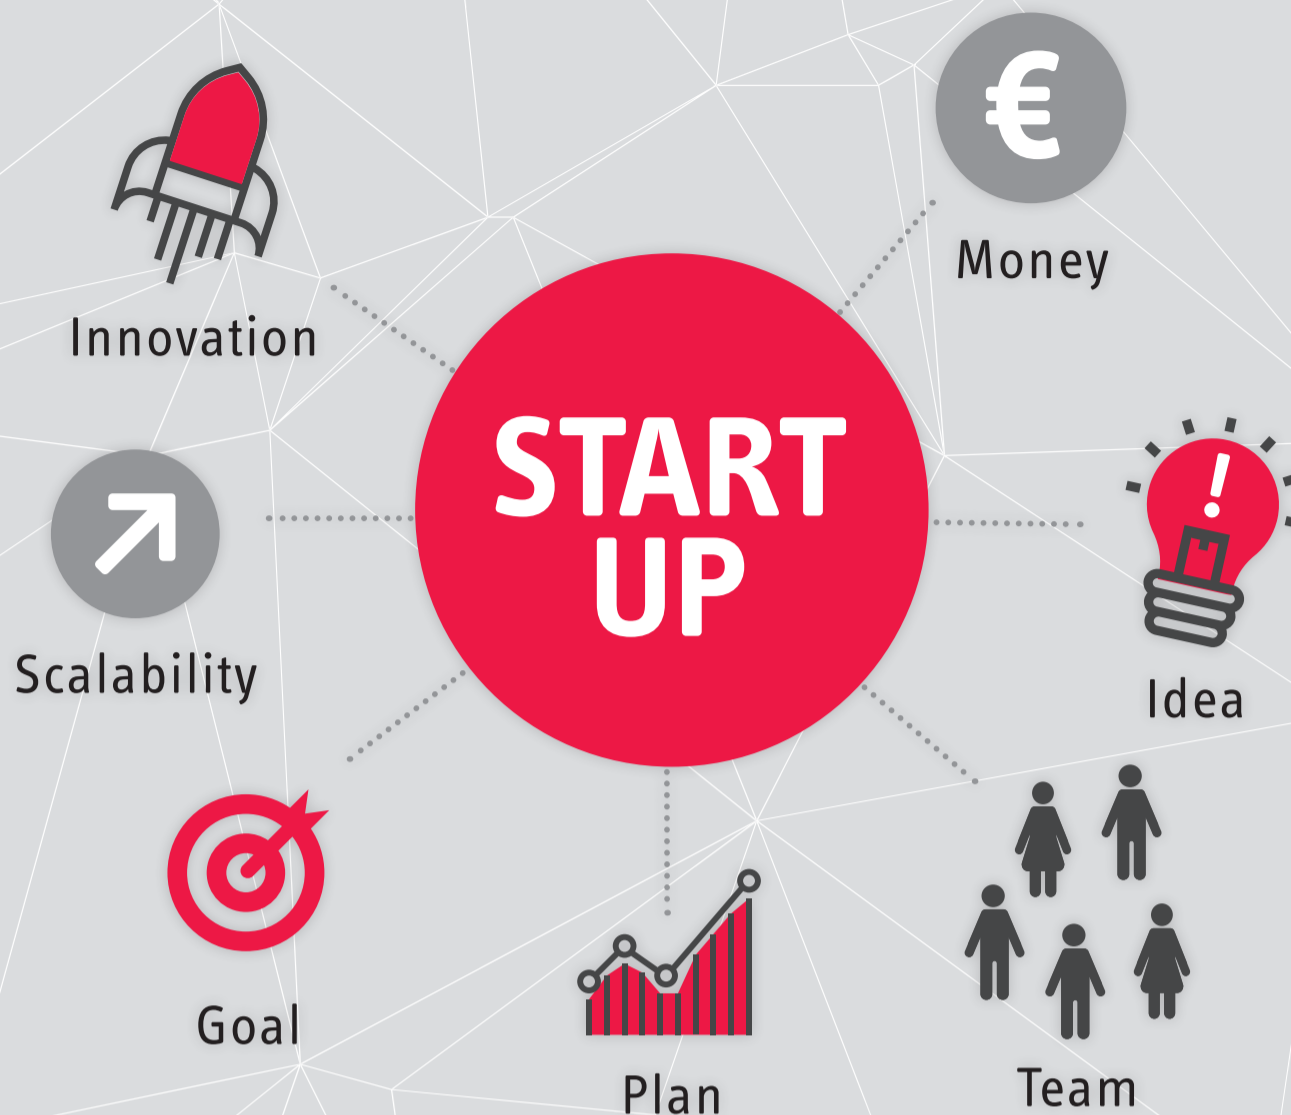 €
Money
Innovation
START
UP
!
Scalability
Idea
Goal
Plan
Team